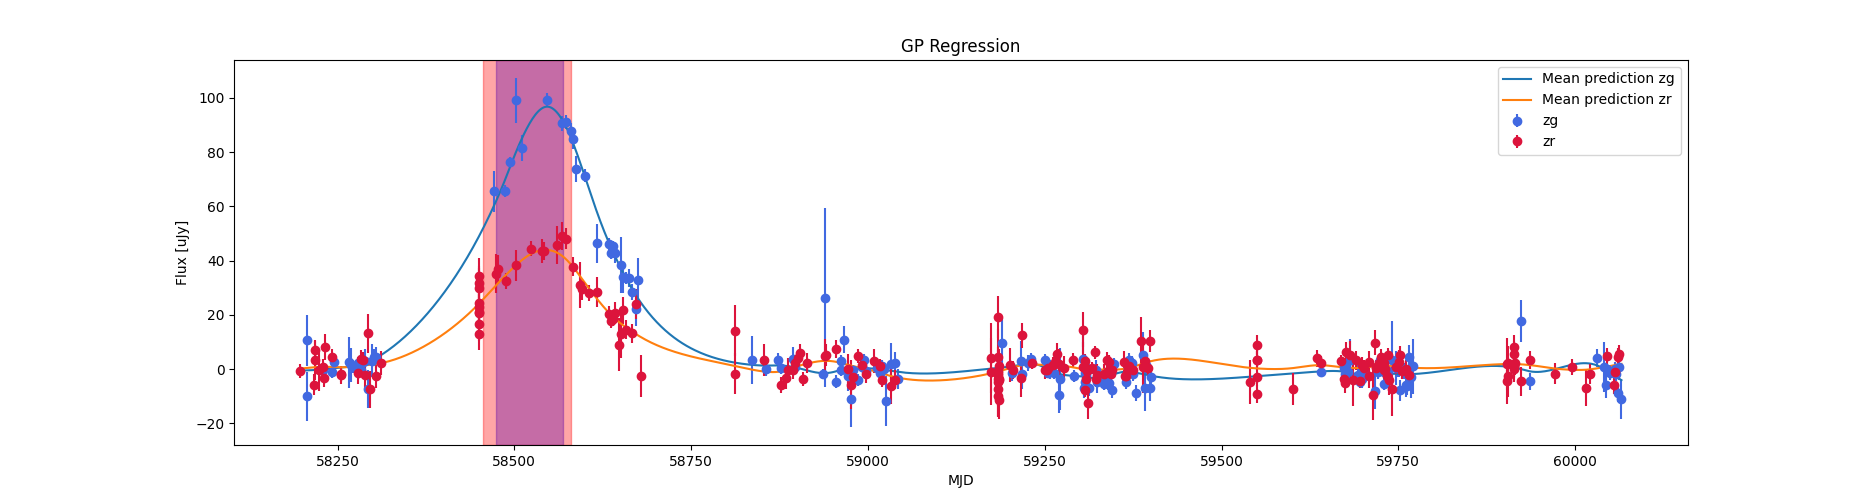 GP Regression
Mean prediction zg
Mean prediction zr
zg
zr
Flux [uJy]
100
80
60
40
20
0
−20
58250
58500
58750
59000
59250
59500
59750
60000
MJD